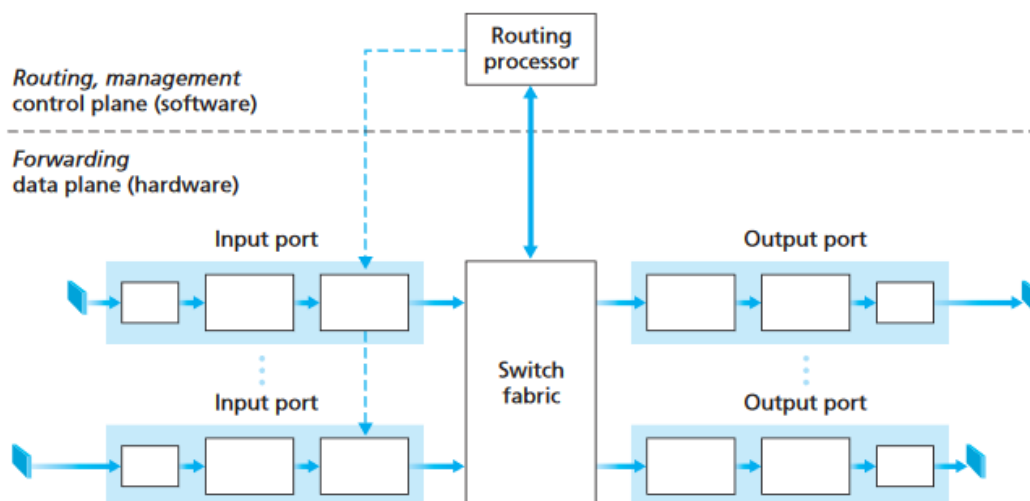 Routing
processor
Routing, management
control plane (software)
Forwarding
data plane (hardware)
Input port
Output port
Switch
fabric
Input port
Output port